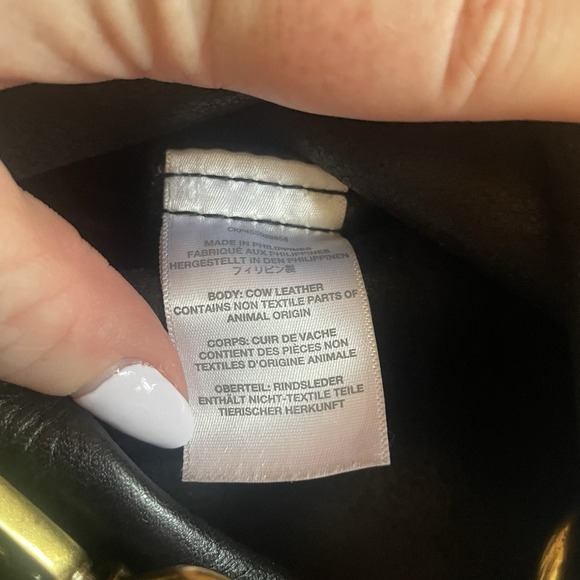 MADE IN PHILIPPINES
FABRIQUÉ AUX PHILIPPINES
HERGESTELLT IN DEN PHILIPPINEN
フィリピン製
BODY: COW LEATHER
CONTAINS NON TEXTILE PARTS OF
ANIMAL ORIGIN
CORPS: CUIR DE VACHE
CONTIENT DES PIÈCES NON
TEXTILES D'ORIGINE ANIMALE
OBERTEIL: RINDSLEDER
ENTHÄLT NICHT-TEXTILE TEILE
TIERISCHER HERKUNFT